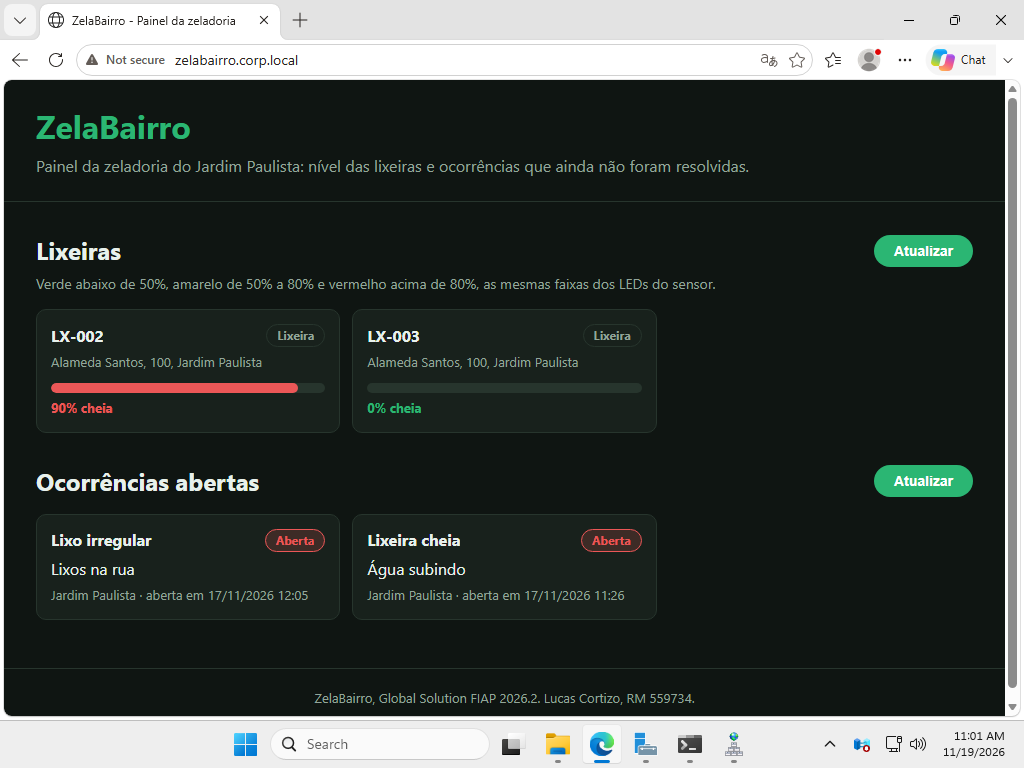 ZelaBairro - Painel da zeladoria
Not secure zelabairro.corp.local
Chat
ZelaBairro
Painel da zeladoria do Jardim Paulista: nível das lixeiras e ocorrências que ainda não foram resolvidas.
Lixeiras
Atualizar
Verde abaixo de 50%, amarelo de 50% a 80% e vermelho acima de 80%, as mesmas faixas dos LEDs do sensor.
LX-002 Lixeira
Alameda Santos, 100, Jardim Paulista
90% cheia
LX-003 Lixeira
Alameda Santos, 100, Jardim Paulista
0% cheia
Ocorrências abertas
Atualizar
Lixo irregular Aberta
Lixos na rua
Jardim Paulista · aberta em 17/11/2026 12:05
Lixeira cheia Aberta
Água subindo
Jardim Paulista · aberta em 17/11/2026 11:26
ZelaBairro, Global Solution FIAP 2026.2. Lucas Cortizo, RM 559734.
Search
11:01 AM
11/19/2026